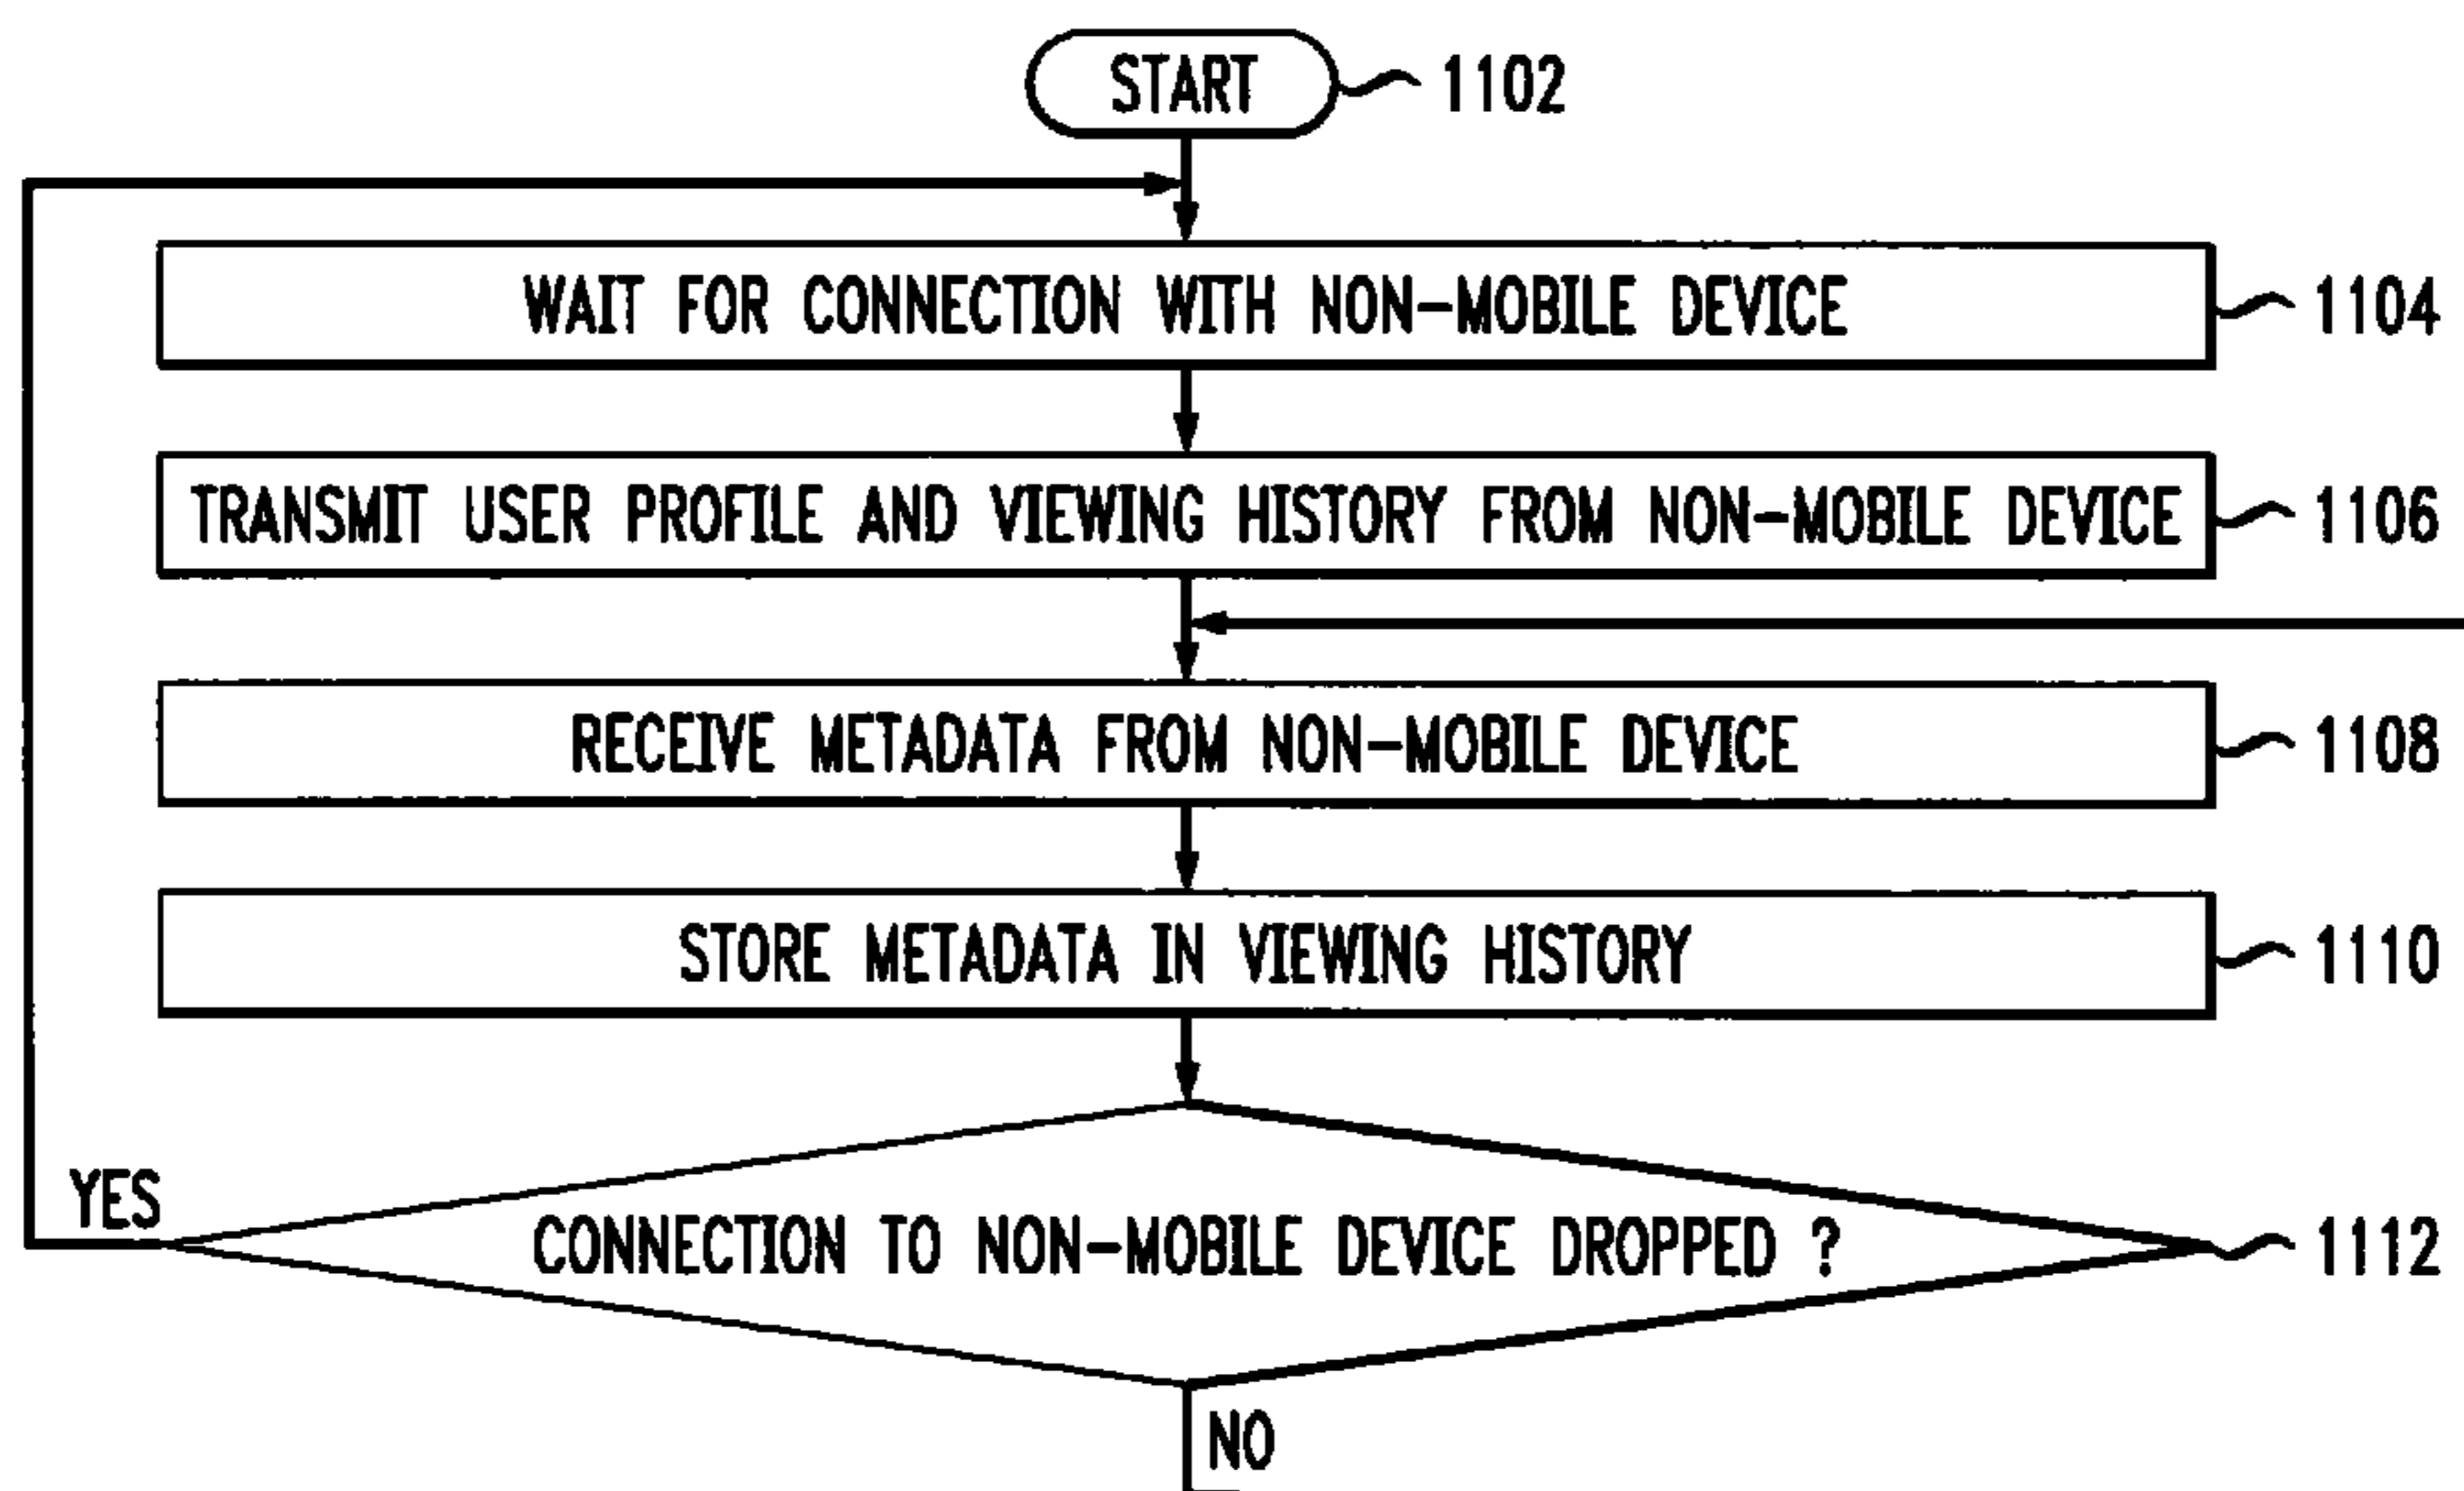 START 1102
WAIT FOR CONNECTION WITH NON-MOBILE DEVICE 1104
TRANSMIT USER PROFILE AND VIEWING HISTORY FROM NON-MOBILE DEVICE 1106
RECEIVE METADATA FROM NON-MOBILE DEVICE 1108
STORE METADATA IN VIEWING HISTORY 1110
YES
CONNECTION TO NON-MOBILE DEVICE DROPPED ? 1112
NO